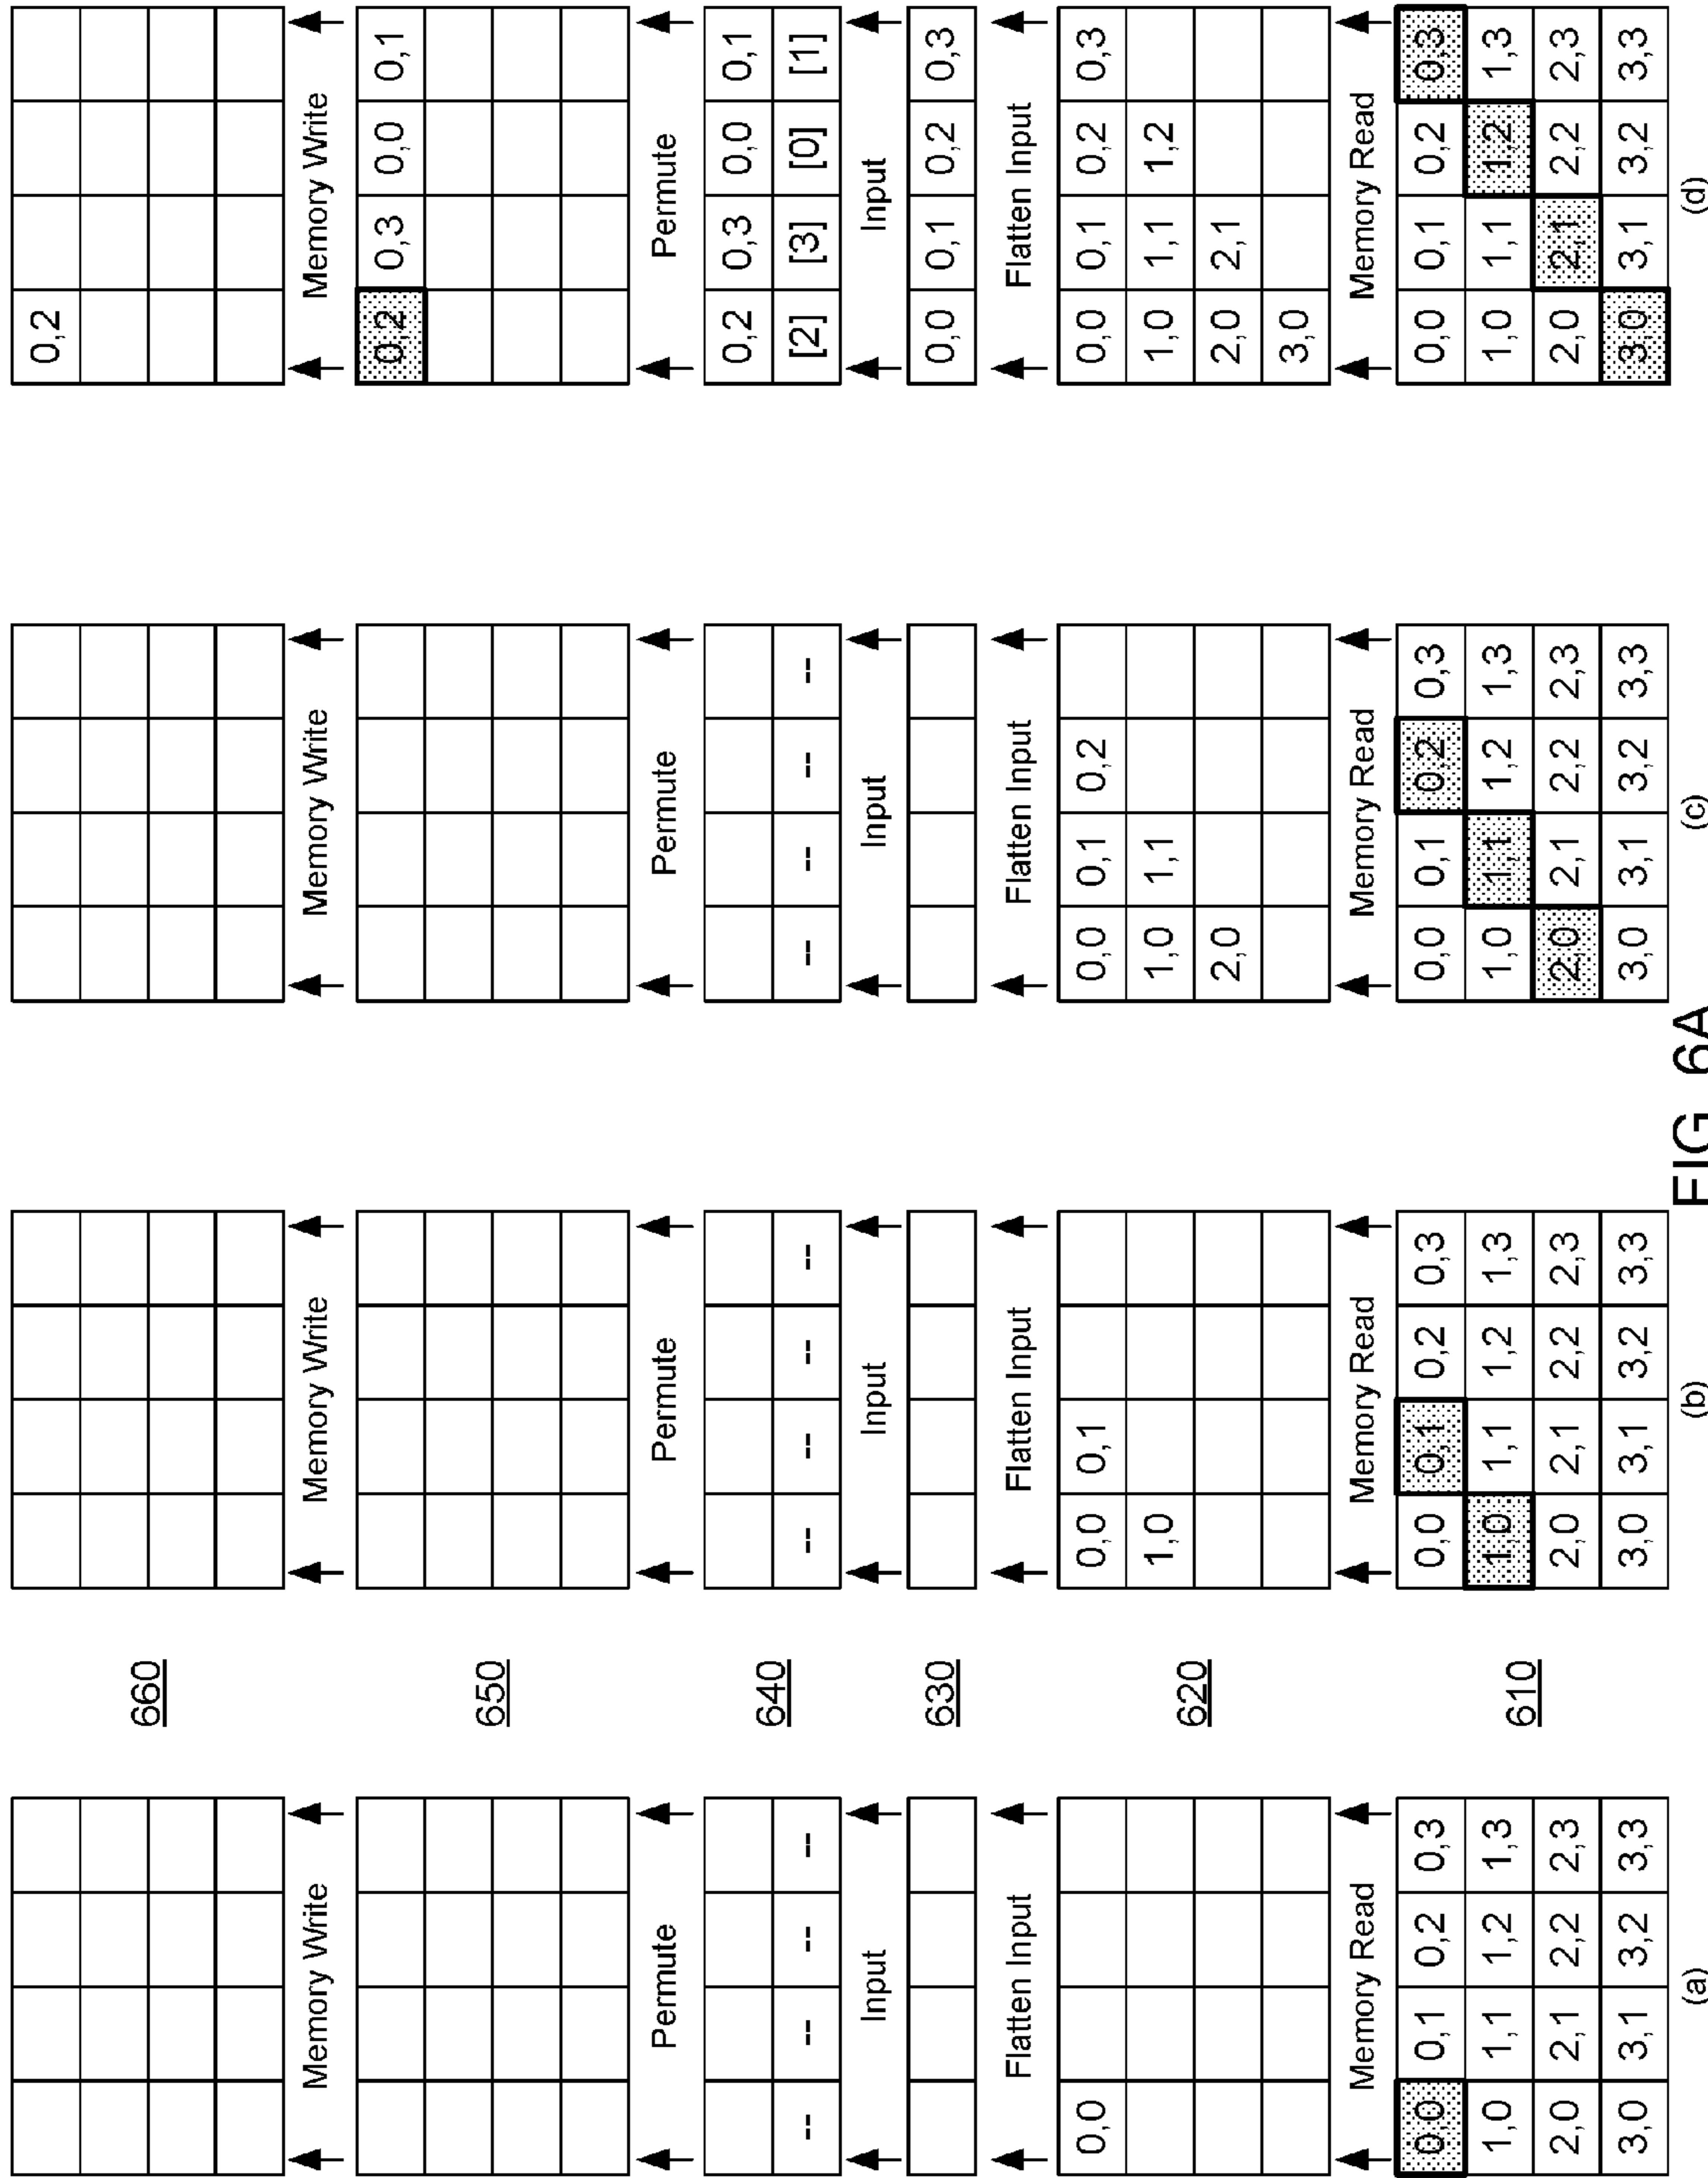 0,2
660
Memory Write Memory Write Memory Write Memory Write
0,2 0,3 0,0 0,1
650
Permute Permute Permute Permute
0,2 0,3 0,0 0,1
640
-- -- -- -- -- -- -- -- -- -- -- -- [2] [3] [0] [1]
Input Input Input Input
630
0,0 0,1 0,2 0,3
Flatten Input Flatten Input Flatten Input Flatten Input
0,0 0,0 0,1 0,0 0,1 0,2 0,0 0,1 0,2 0,3
1,0 1,0 1,1 1,0 1,1 1,2
620
2,0 2,0 2,1
3,0
Memory Read Memory Read Memory Read Memory Read
0,0 0,1 0,2 0,3 0,0 0,1 0,2 0,3 0,0 0,1 0,2 0,3 0,0 0,1 0,2 0,3
1,0 1,1 1,2 1,3 1,0 1,1 1,2 1,3 1,0 1,1 1,2 1,3 1,0 1,1 1,2 1,3
610
2,0 2,1 2,2 2,3 2,0 2,1 2,2 2,3 2,0 2,1 2,2 2,3 2,0 2,1 2,2 2,3
3,0 3,1 3,2 3,3 3,0 3,1 3,2 3,3 3,0 3,1 3,2 3,3 3,0 3,1 3,2 3,3
(a) (b) (c) (d)
FIG 6A